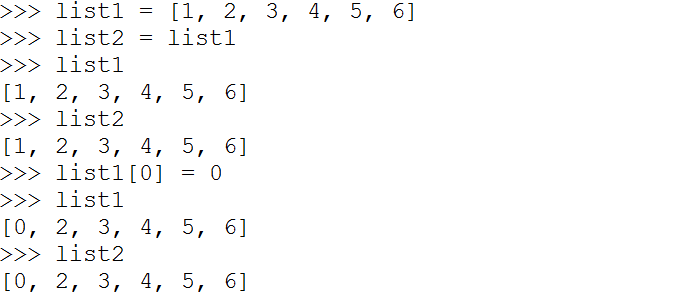 >>> list1 = [1, 2, 3, 4, 5, 6]
>>> list2 = list1
>>> list1
[1, 2, 3, 4, 5, 6]
>>> list2
[1, 2, 3, 4, 5, 6]
>>> list1[0] = 0
>>> list1
[0, 2, 3, 4, 5, 6]
>>> list2
[0, 2, 3, 4, 5, 6]